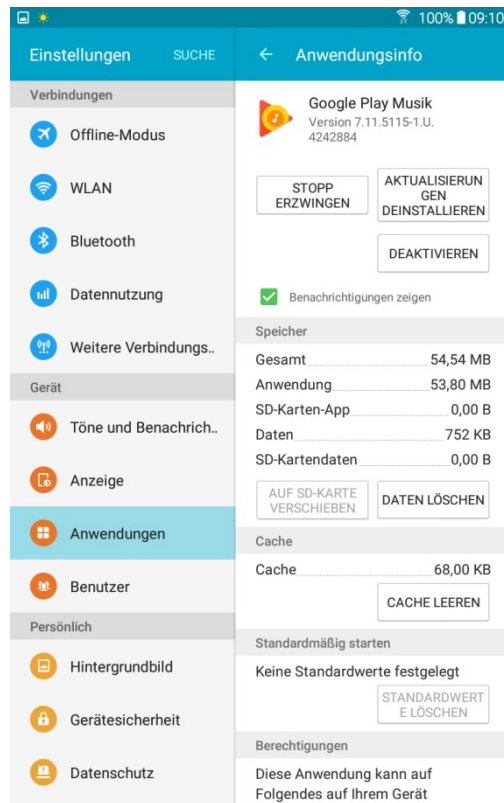 100% 09:10
Einstellungen
SUCHE
Verbindungen
Offline-Modus
WLAN
Bluetooth
Datennutzung
Weitere Verbindungs..
Gerät
Töne und Benachrich..
Anzeige
Anwendungen
Benutzer
Persönlich
Hintergrundbild
Gerätesicherheit
Datenschutz
Anwendungsinfo
Google Play Musik
Version 7.11.5115-1.U.
4242884
STOPP
ERZWINGEN
AKTUALISIERUN
GEN
DEINSTALLIEREN
DEAKTIVIEREN
Benachrichtigungen zeigen
Speicher
Gesamt 54,54 MB
Anwendung 53,80 MB
SD-Karten-App 0,00 B
Daten 752 KB
SD-Kartendaten 0,00 B
AUF SD-KARTE
VERSCHIEBEN
DATEN LÖSCHEN
Cache
Cache 68,00 KB
CACHE LEEREN
Standardmäßig starten
Keine Standardwerte festgelegt
STANDARDWERT
E LÖSCHEN
Berechtigungen
Diese Anwendung kann auf
Folgendes auf Ihrem Gerät